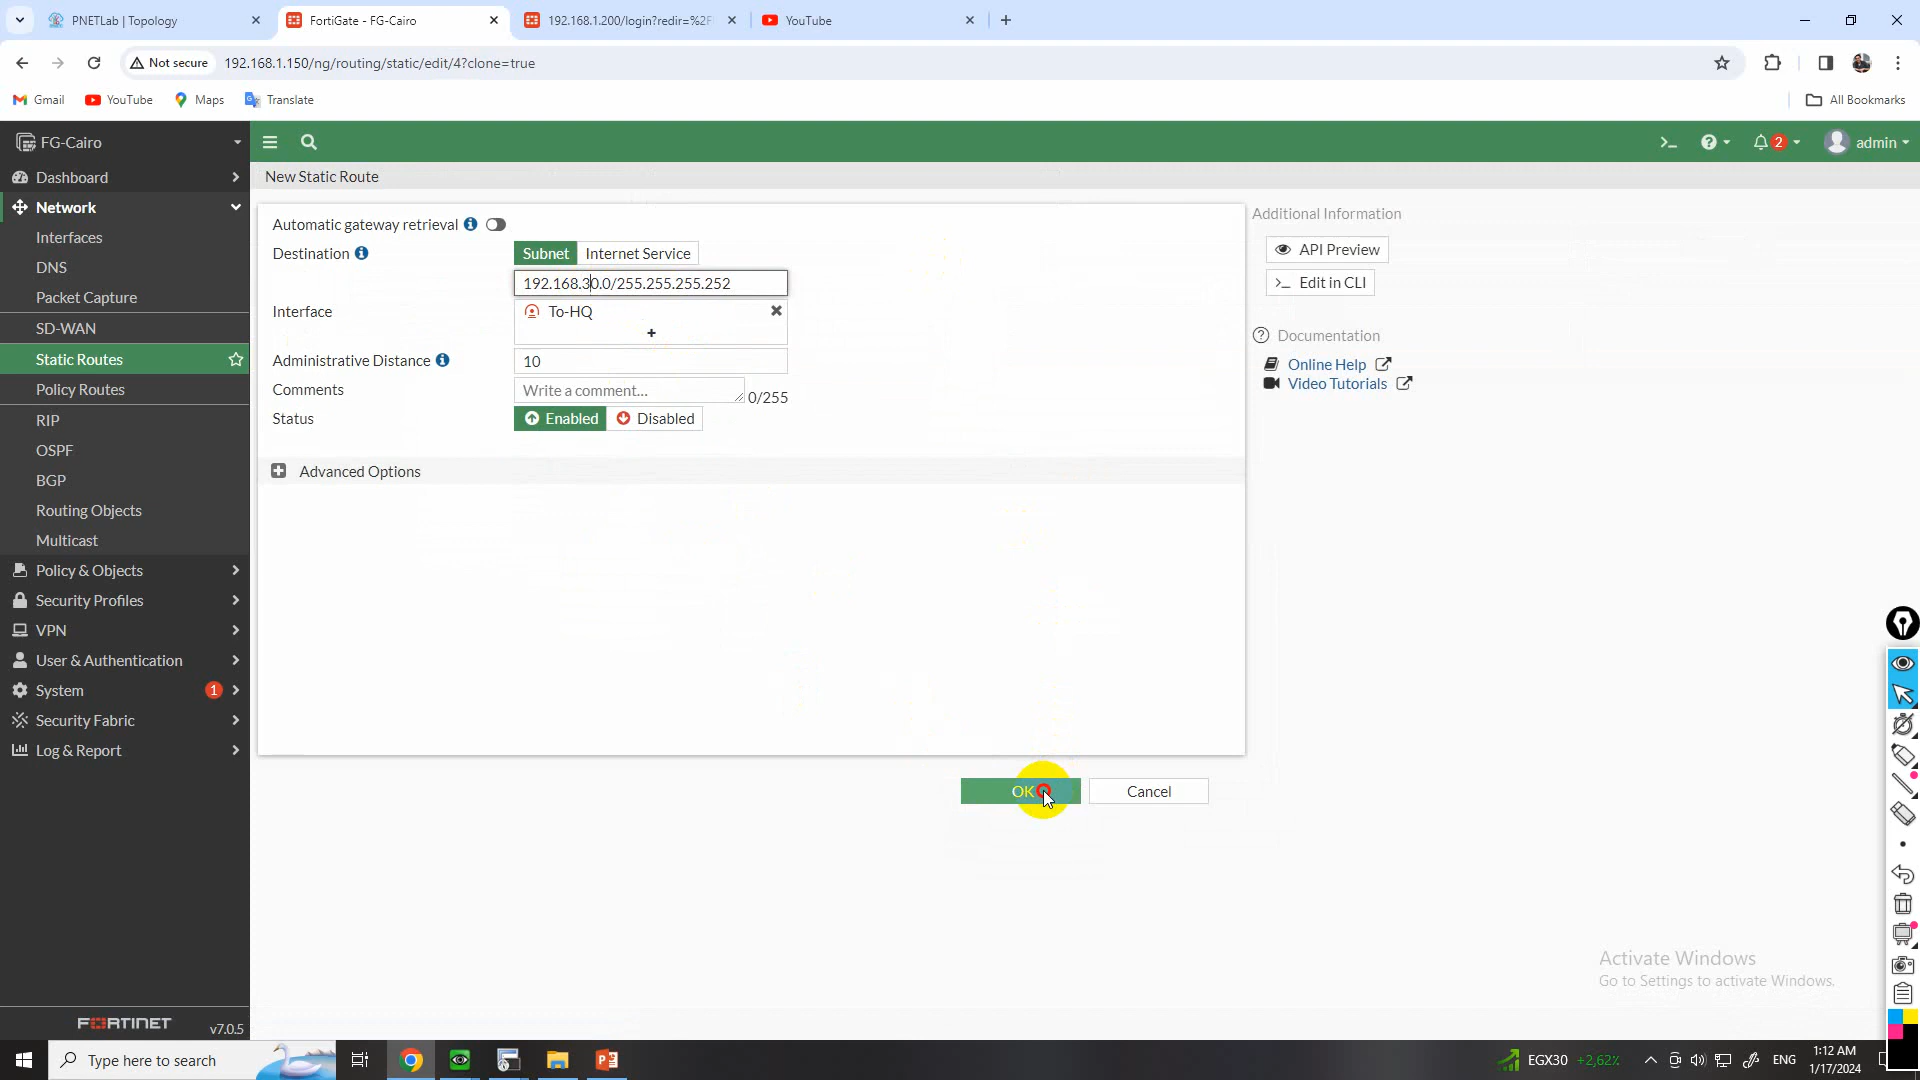 PNETLab | Topology
FortiGate - FG-Cairo
192.168.1.200/login?redir=%2F
YouTube
Not secure
192.168.1.150/ng/routing/static/edit/4?clone=true
Gmail
YouTube
Maps
Translate
All Bookmarks
FG-Cairo
2
admin
Dashboard
Network
Interfaces
DNS
Packet Capture
SD-WAN
Static Routes
Policy Routes
RIP
OSPF
BGP
Routing Objects
Multicast
Policy & Objects
Security Profiles
VPN
User & Authentication
System
1
Security Fabric
Log & Report
FORTINET
v7.0.5
New Static Route
Automatic gateway retrieval
Destination
Subnet
Internet Service
192.168.30.0/255.255.255.252
Interface
To-HQ
Administrative Distance
10
Comments
Write a comment...
0/255
Status
Enabled
Disabled
Advanced Options
OK
Cancel
Additional Information
API Preview
Edit in CLI
Documentation
Online Help
Video Tutorials
Activate Windows
Go to Settings to activate Windows.
Type here to search
EGX30
+2,62%
ENG
1:12 AM
1/17/2024